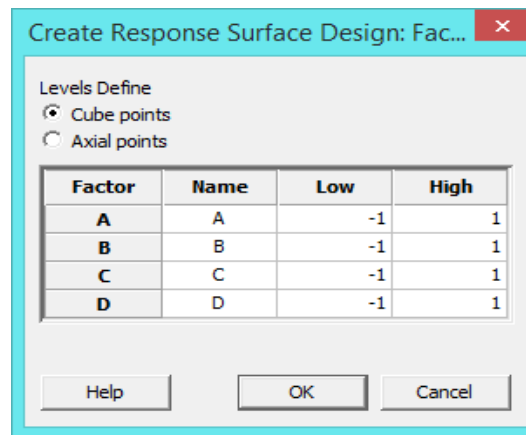 Create Response Surface Design: Fac...
Levels Define
Cube points
Axial points
Factor Name Low High
A A -1 1
B B -1 1
C C -1 1
D D -1 1
Help OK Cancel